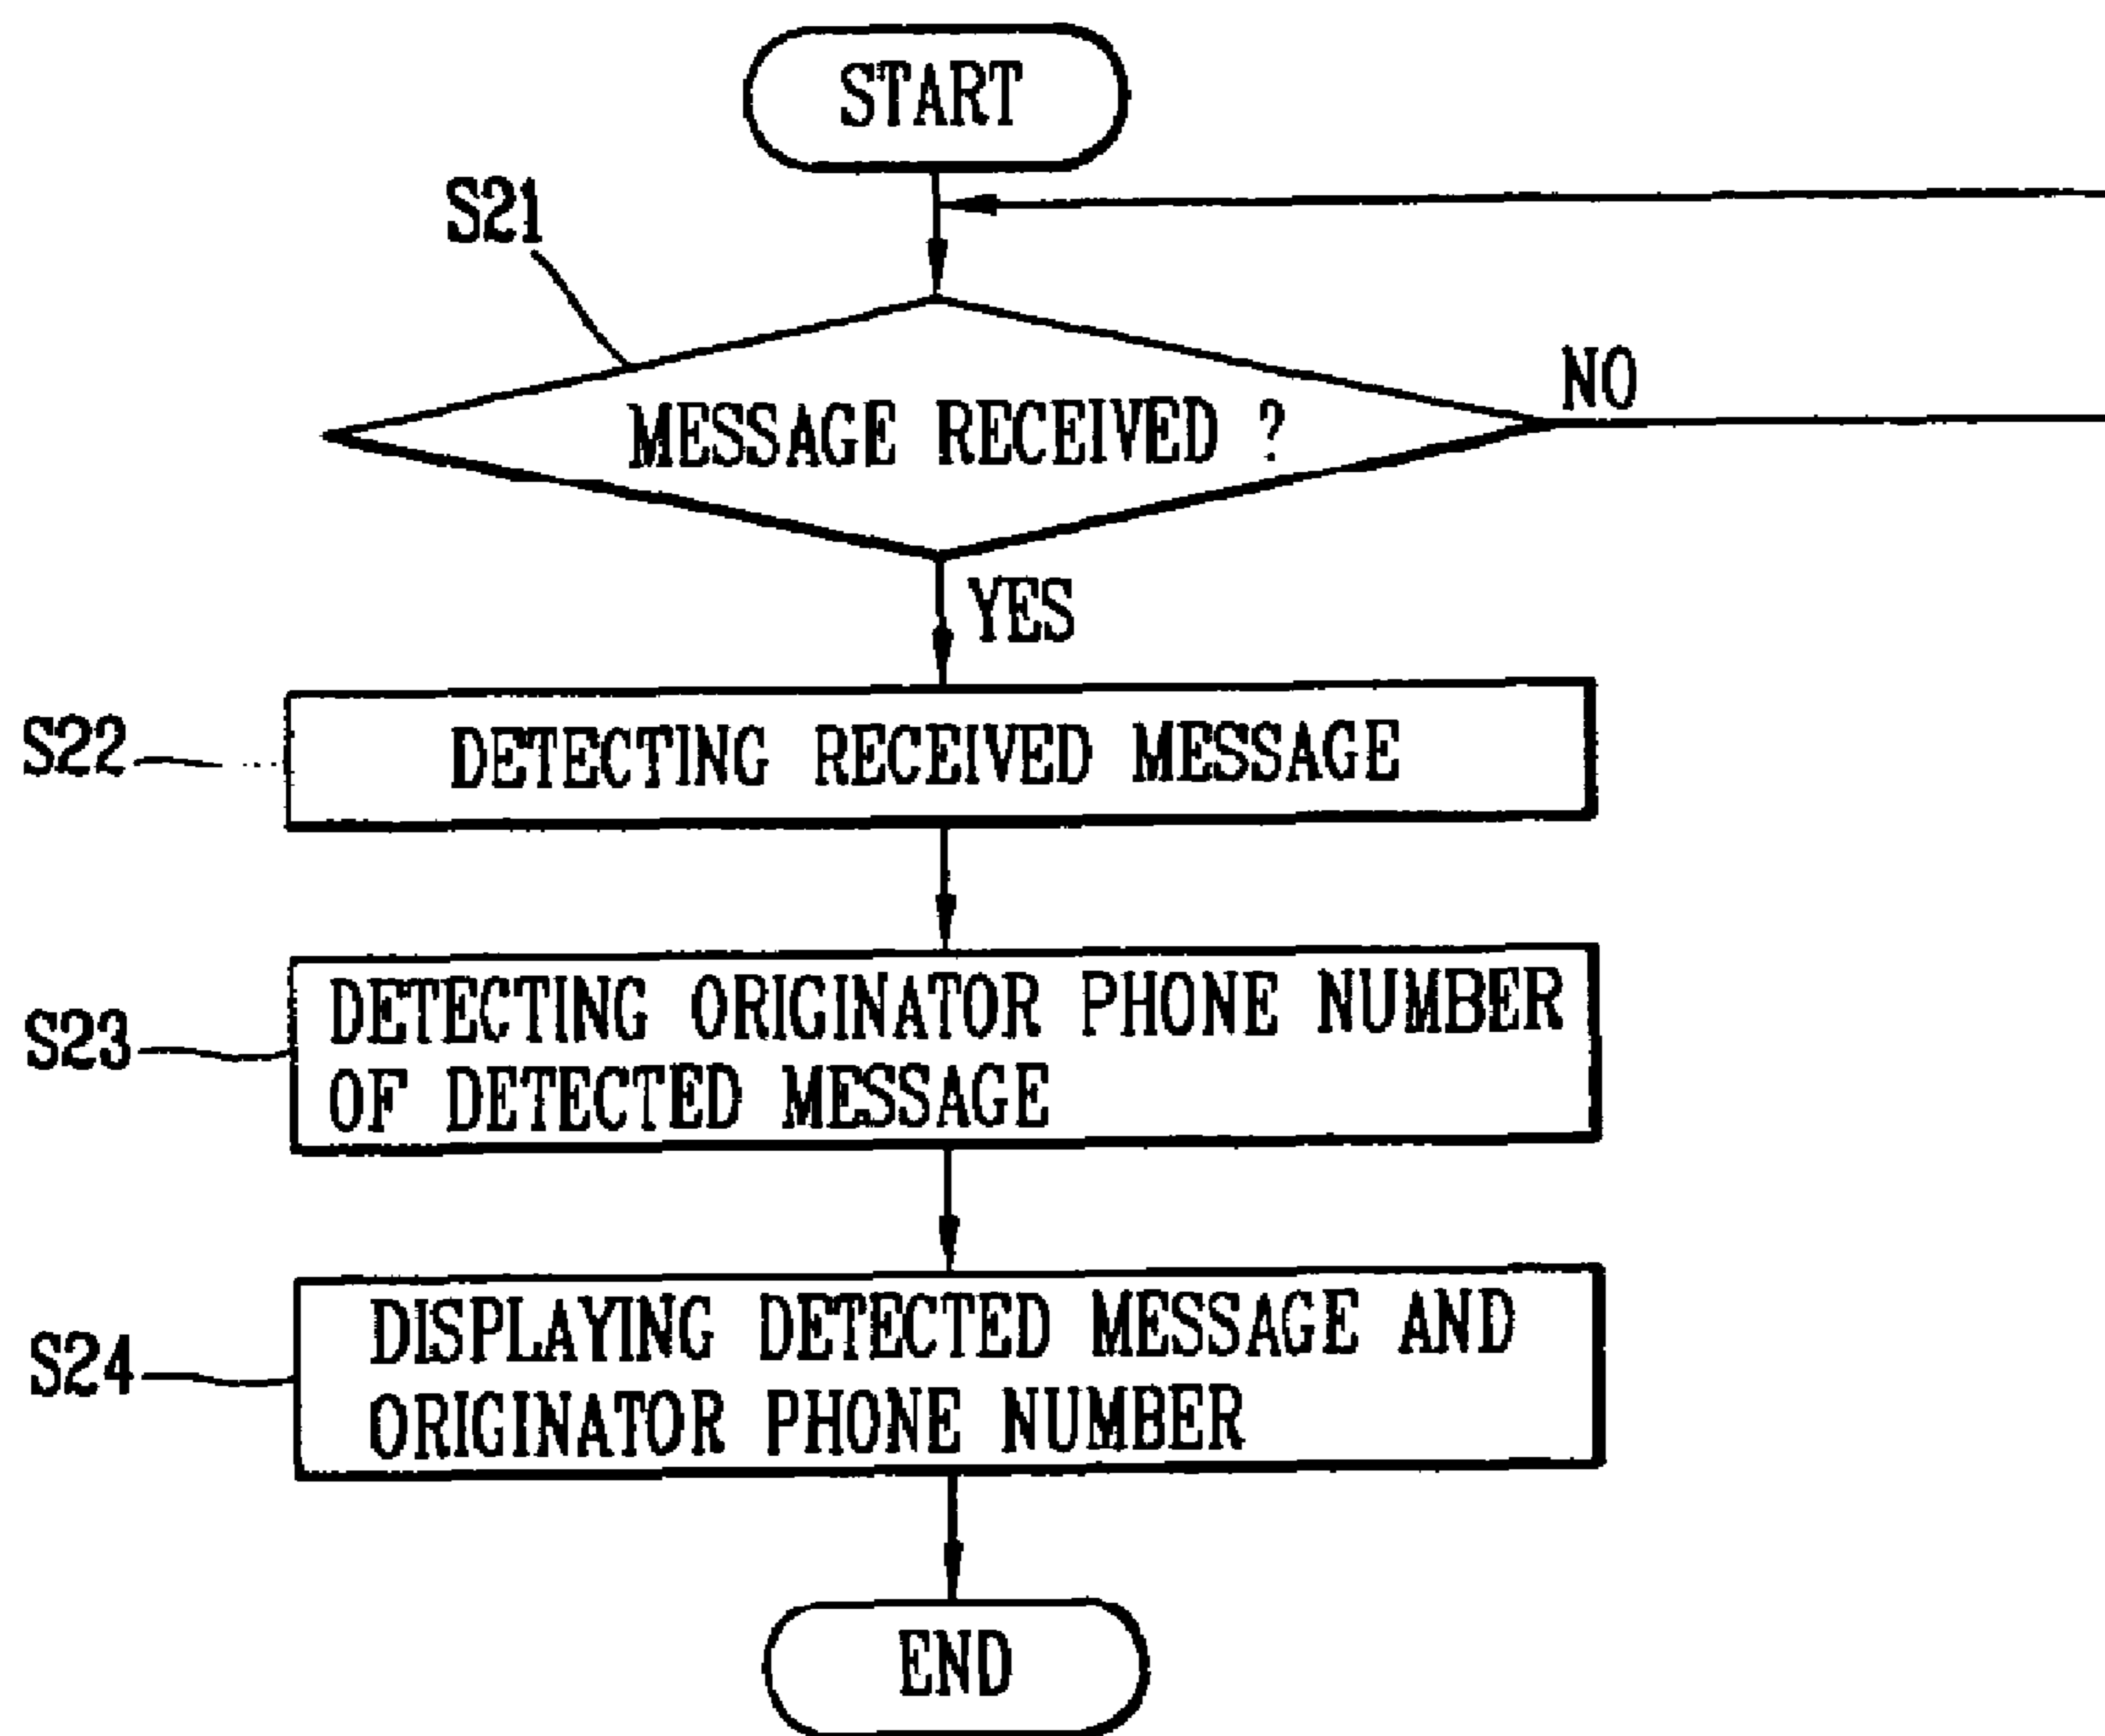 START
S21
MESSAGE RECEIVED ?
NO
YES
S22
DETECTING RECEIVED MESSAGE
S23
DETECTING ORIGINATOR PHONE NUMBER
OF DETECTED MESSAGE
S24
DISPLAYING DETECTED MESSAGE AND
ORIGINATOR PHONE NUMBER
END